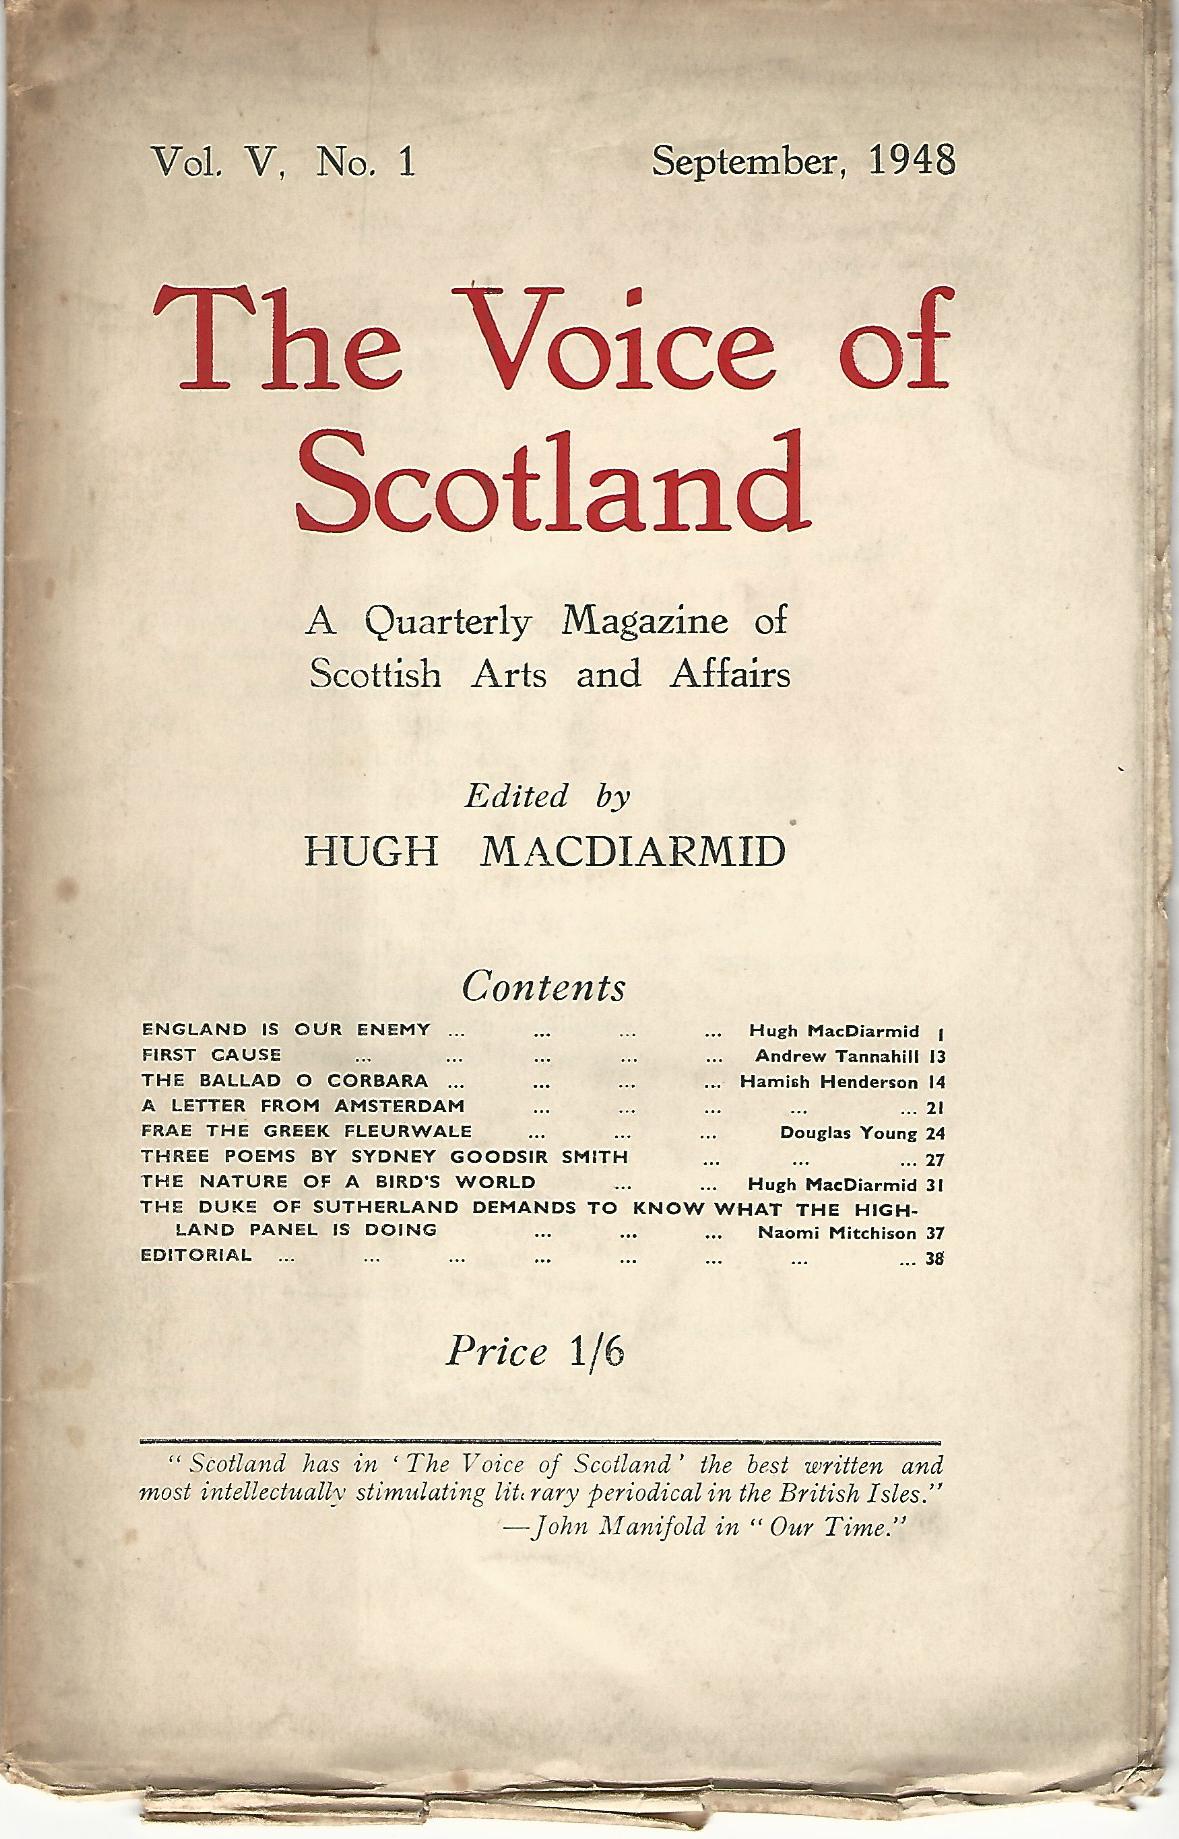 Vol. V, No. 1 September, 1948
The Voice of
Scotland
A Quarterly Magazine of
Scottish Arts and Affairs
Edited by
HUGH MACDIARMID
Contents
ENGLAND IS OUR ENEMY ... ... ... ... Hugh MacDiarmid 1
FIRST CAUSE ... ... ... ... ... Andrew Tannahill 13
THE BALLAD O CORBARA ... ... ... ... Hamish Henderson 14
A LETTER FROM AMSTERDAM ... ... ... ... ... 21
FRAE THE GREEK FLEURWALE ... ... ... Douglas Young 24
THREE POEMS BY SYDNEY GOODSIR SMITH ... ... ... 27
THE NATURE OF A BIRD'S WORLD ... ... Hugh MacDiarmid 31
THE DUKE OF SUTHERLAND DEMANDS TO KNOW WHAT THE HIGH-
LAND PANEL IS DOING ... ... ... Naomi Mitchison 37
EDITORIAL ... ... ... ... ... ... ... ... 38
Price 1/6
“Scotland has in ‘The Voice of Scotland’ the best written and
most intellectually stimulating literary periodical in the British Isles.”
—John Manifold in “Our Time.”